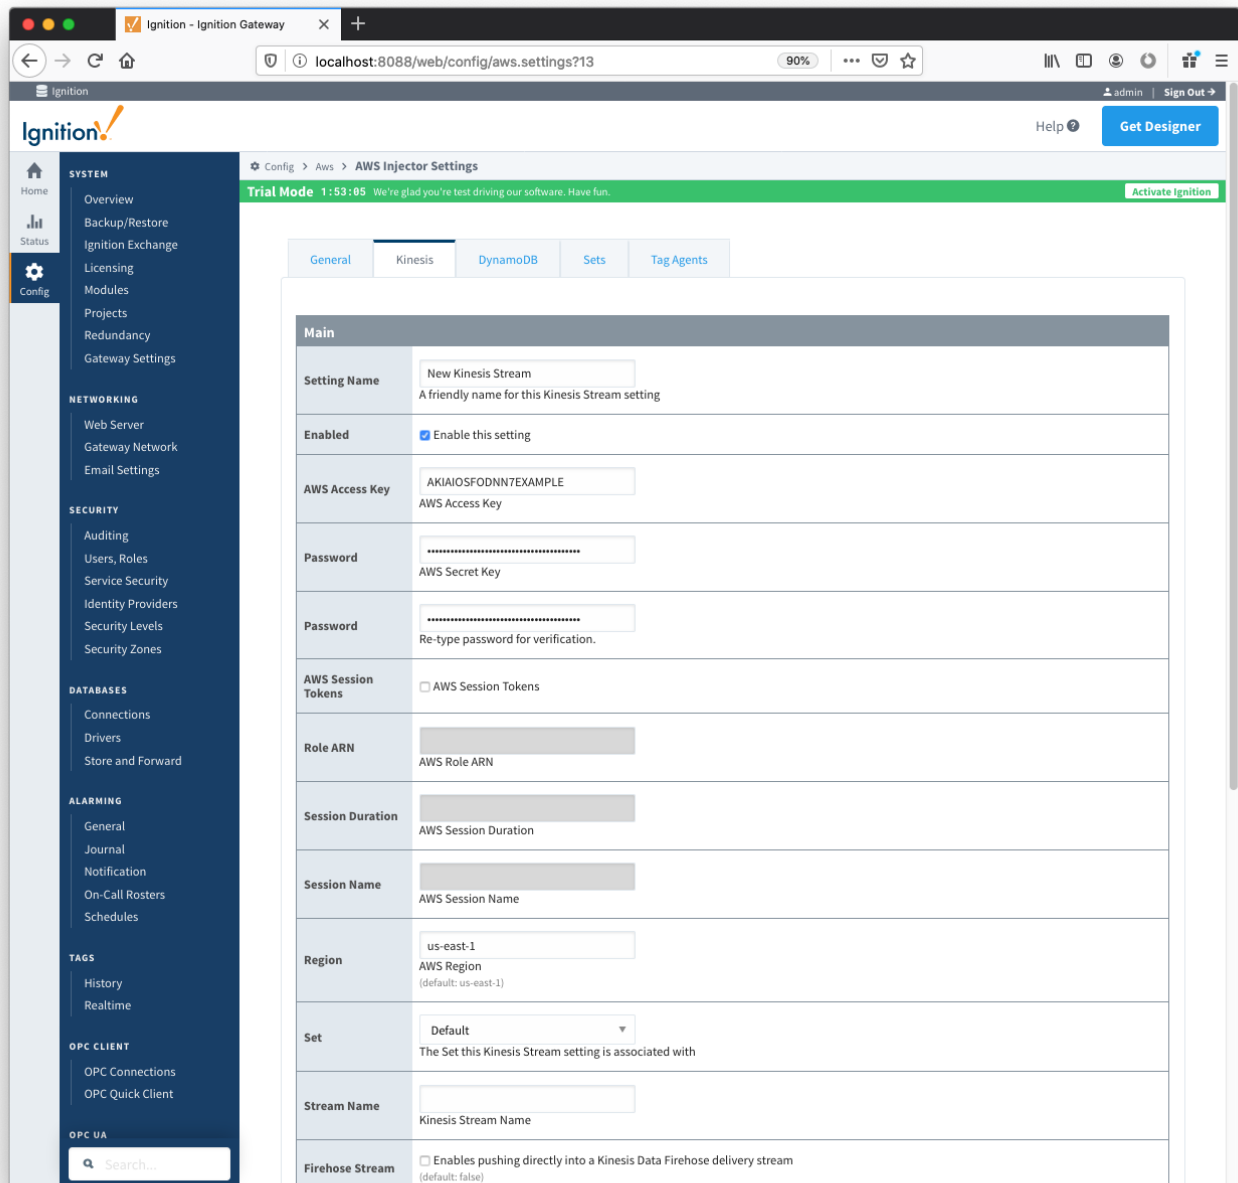 Ignition - Ignition Gateway
localhost:8088/web/config/aws.settings?13
90%
Ignition
admin | Sign Out
Ignition!
Help
Get Designer
Home
Status
Config
SYSTEM
Overview
Backup/Restore
Ignition Exchange
Licensing
Modules
Projects
Redundancy
Gateway Settings
NETWORKING
Web Server
Gateway Network
Email Settings
SECURITY
Auditing
Users, Roles
Service Security
Identity Providers
Security Levels
Security Zones
DATABASES
Connections
Drivers
Store and Forward
ALARMING
General
Journal
Notification
On-Call Rosters
Schedules
TAGS
History
Realtime
OPC CLIENT
OPC Connections
OPC Quick Client
OPC UA
Search...
Config > Aws > AWS Injector Settings
Trial Mode 1:53:05 We're glad you're test driving our software. Have fun.
Activate Ignition
General
Kinesis
DynamoDB
Sets
Tag Agents
Main
Setting Name
New Kinesis Stream
A friendly name for this Kinesis Stream setting
Enabled
Enable this setting
AWS Access Key
AKIAIOSFODNN7EXAMPLE
AWS Access Key
Password
AWS Secret Key
Password
Re-type password for verification.
AWS Session
Tokens
AWS Session Tokens
Role ARN
AWS Role ARN
Session Duration
AWS Session Duration
Session Name
AWS Session Name
Region
us-east-1
AWS Region
(default: us-east-1)
Set
Default
The Set this Kinesis Stream setting is associated with
Stream Name
Kinesis Stream Name
Firehose Stream
Enables pushing directly into a Kinesis Data Firehose delivery stream
(default: false)